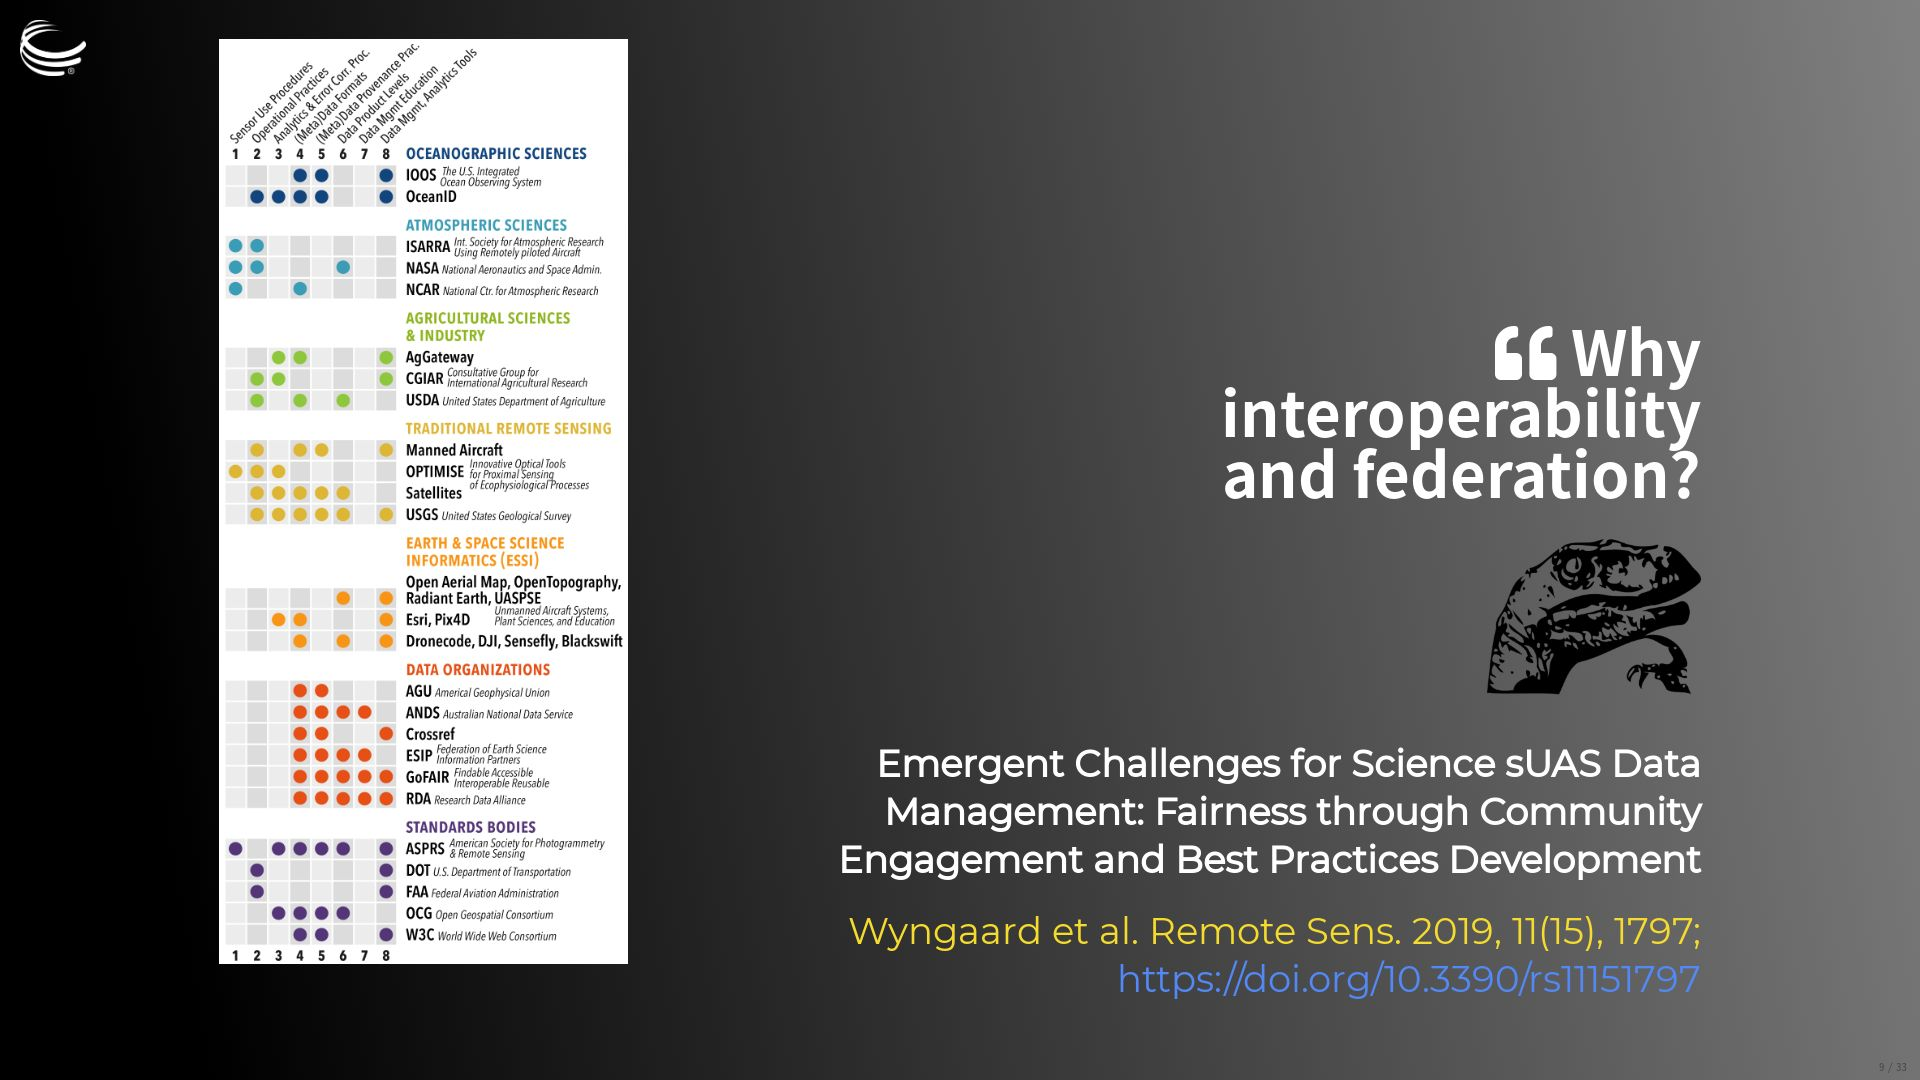 Sensor Use Procedures
Operational Practices
Analytics & Error Corr. Proc.
(Meta)Data Formats
(Meta)Data Provenance Prac.
Data Product Levels
Data Mgmt Education
Data Mgmt, Analytics Tools
1 2 3 4 5 6 7 8
OCEANOGRAPHIC SCIENCES
IOOS The U.S. Integrated
Ocean Observing System
OceanID
ATMOSPHERIC SCIENCES
ISARRA Int. Society for Atmospheric Research
Using Remotely piloted Aircraft
NASA National Aeronautics and Space Admin.
NCAR National Ctr. for Atmospheric Research
AGRICULTURAL SCIENCES
& INDUSTRY
AgGateway
CGIAR Consultative Group for
International Agricultural Research
USDA United States Department of Agriculture
TRADITIONAL REMOTE SENSING
Manned Aircraft
OPTIMISE Innovative Optical Tools
for Proximal Sensing
of Ecophysiological Processes
Satellites
USGS United States Geological Survey
EARTH & SPACE SCIENCE
INFORMATICS (ESSI)
Open Aerial Map, OpenTopography,
Radiant Earth, UASPSE
Unmanned Aircraft Systems,
Plant Sciences, and Education
Esri, Pix4D
Dronecode, DJI, Sensefly, Blackswift
DATA ORGANIZATIONS
AGU Americal Geophysical Union
ANDS Australian National Data Service
Crossref
ESIP Federation of Earth Science
Information Partners
GoFAIR Findable Accessible
Interoperable Reusable
RDA Research Data Alliance
STANDARDS BODIES
ASPRS American Society for Photogrammetry
& Remote Sensing
DOT U.S. Department of Transportation
FAA Federal Aviation Administration
OCG Open Geospatial Consortium
W3C World Wide Web Consortium
1 2 3 4 5 6 7 8
“ Why
interoperability
and federation?
Emergent Challenges for Science sUAS Data
Management: Fairness through Community
Engagement and Best Practices Development
Wyngaard et al. Remote Sens. 2019, 11(15), 1797;
https://doi.org/10.3390/rs11151797
9 / 33